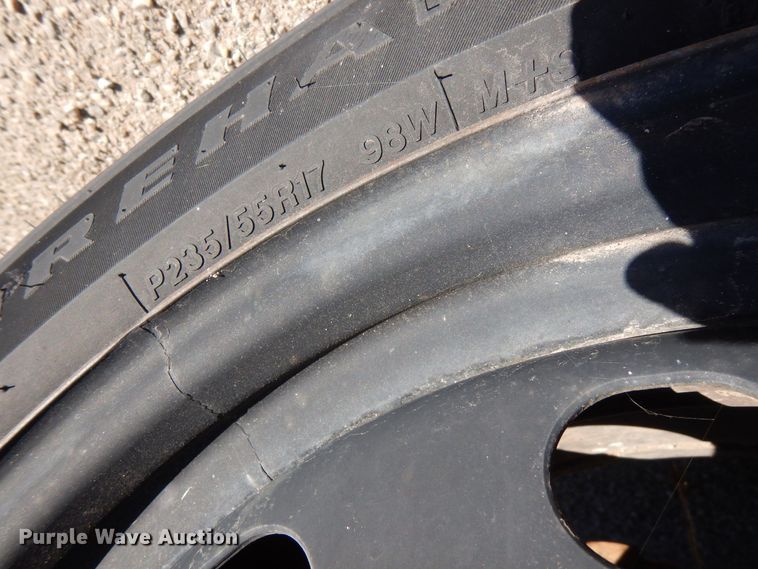 REHA
P235/55R17 98W M+S
Purple Wave Auction